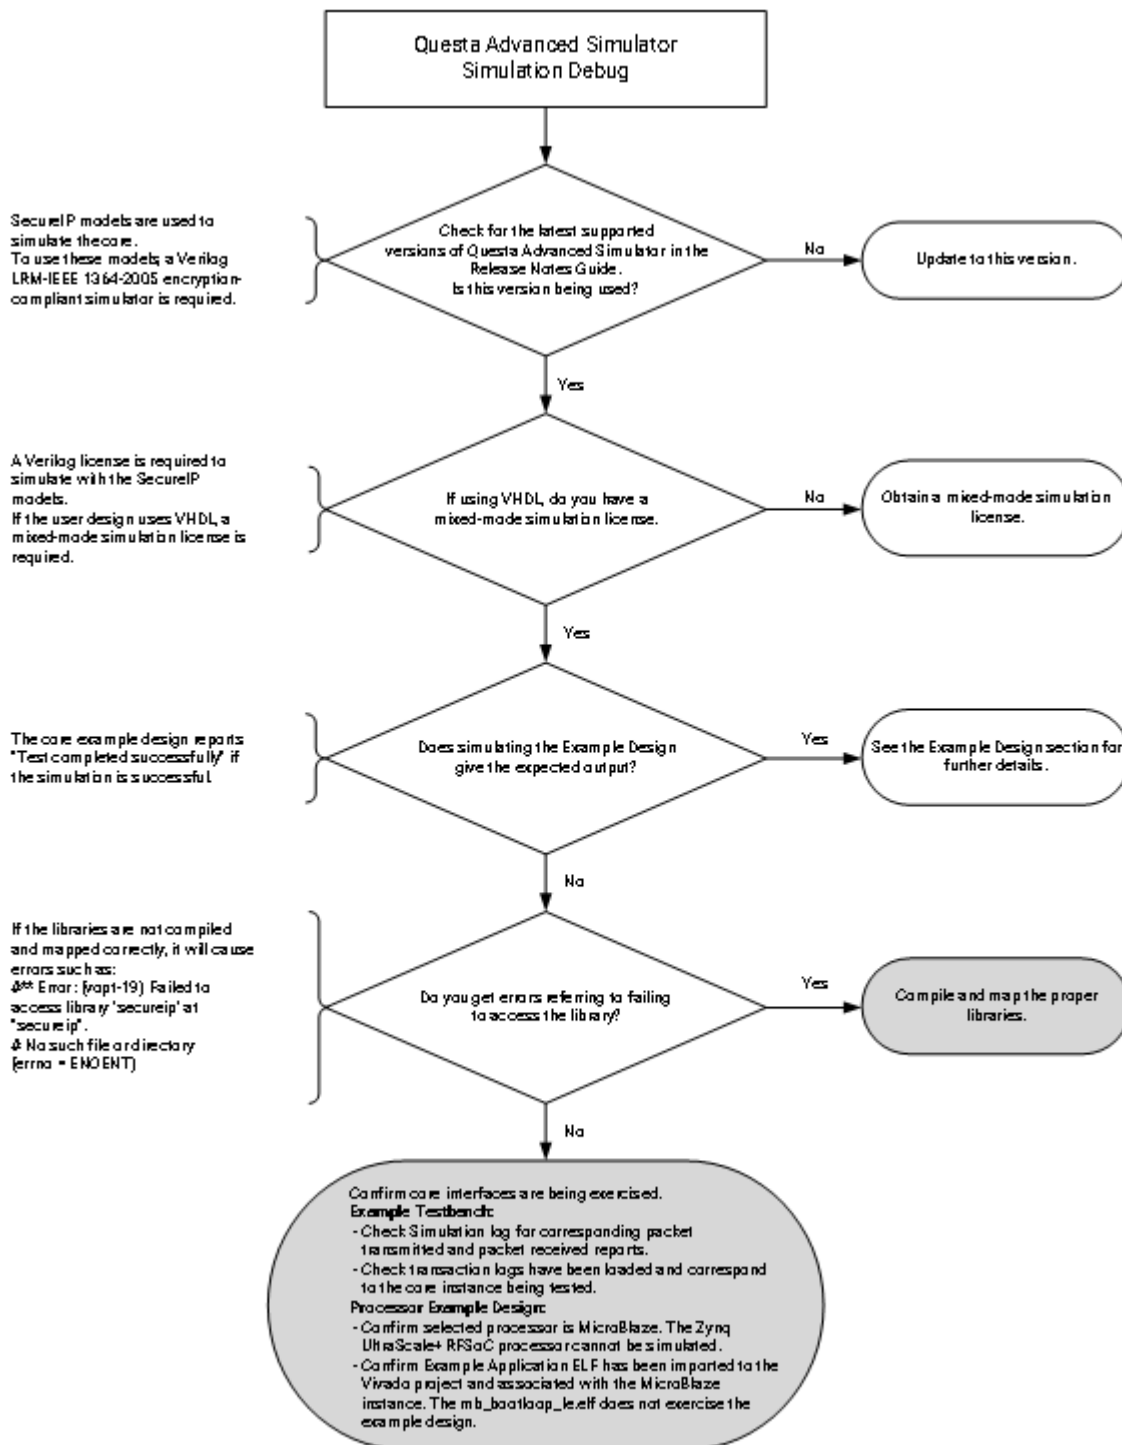 Questa Advanced Simulator
Simulation Debug
SecureIP models are used to
simulate the core.
To use these models, a Verilog
LRM-IEEE 1364-2005 encryption-
compliant simulator is required.
Check for the latest supported
versions of Questa Advanced Simulator in the
Release Notes Guide.
Is this version being used?
No
Update to this version.
Yes
A Verilog license is required to
simulate with the SecureIP
models.
If the user design uses VHDL, a
mixed-mode simulation license is
required.
If using VHDL, do you have a
mixed-mode simulation license.
No
Obtain a mixed-mode simulation
license.
Yes
The core example design reports
"Test completed successfully" if
the simulation is successful.
Does simulating the Example Design
give the expected output?
Yes
See the Example Design section for
further details.
No
If the libraries are not compiled
and mapped correctly, it will cause
errors such as:
#** Error: (vopt-19) Failed to
access library 'secureip' at
"secureip".
# No such file or directory
(errno = ENOENT)
Do you get errors referring to failing
to access the library?
Yes
Compile and map the proper
libraries.
No
Confirm core interfaces are being exercised.
Example Testbench:
- Check Simulation log for corresponding packet
transmitted and packet received reports.
- Check transaction logs have been loaded and correspond
to the core instance being tested.
Processor Example Design:
- Confirm selected processor is MicroBlaze. The Zynq
UltraScale+ RFSoC processor cannot be simulated.
- Confirm Example Application ELF has been imported to the
Vivado project and associated with the MicroBlaze
instance. The mb_bootloop_le.elf does not exercise the
example design.